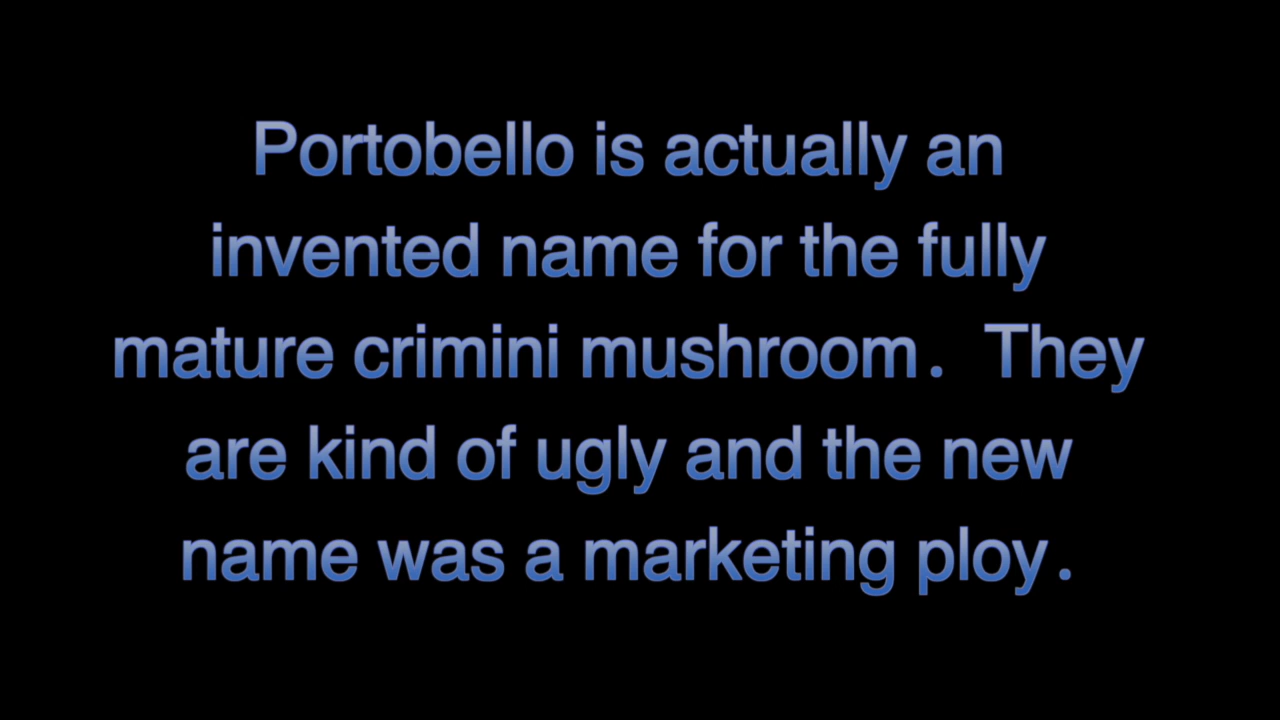 Portobello is actually an
invented name for the fully
mature crimini mushroom.  They
are kind of ugly and the new
name was a marketing ploy.